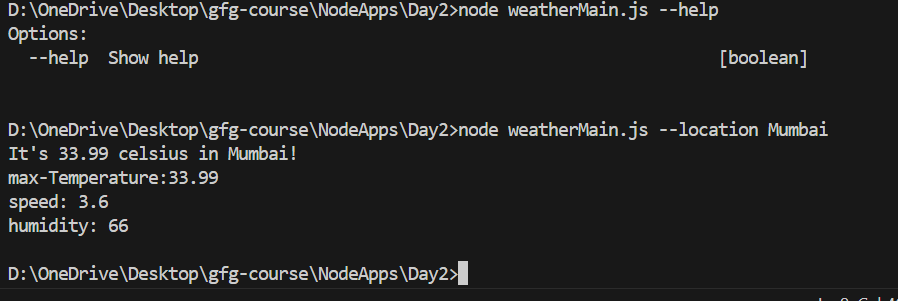 D:\OneDrive\Desktop\gfg-course\NodeApps\Day2>node weatherMain.js --help
Options:
  --help  Show help                                                    [boolean]
D:\OneDrive\Desktop\gfg-course\NodeApps\Day2>node weatherMain.js --location Mumbai
It's 33.99 celsius in Mumbai!
max-Temperature:33.99
speed: 3.6
humidity: 66
D:\OneDrive\Desktop\gfg-course\NodeApps\Day2>